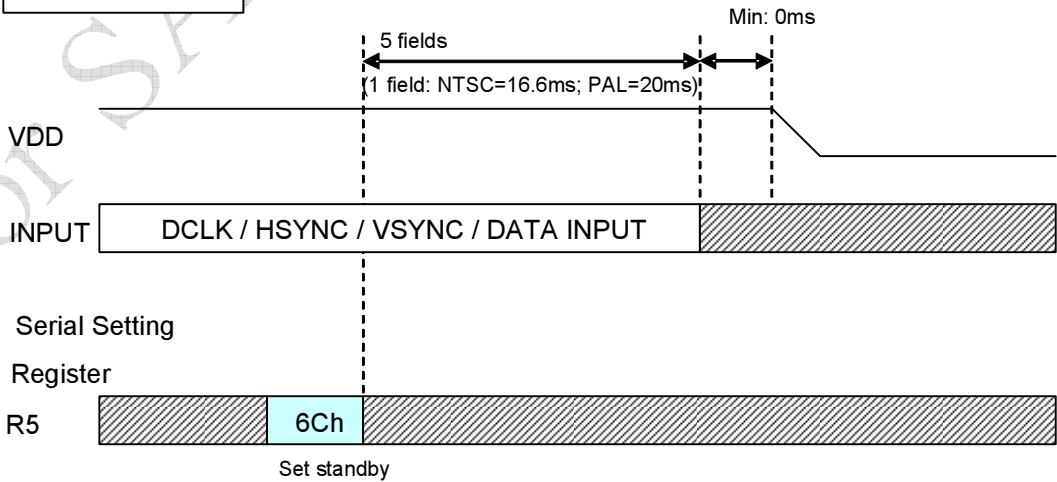 Min: 0ms
5 fields
(1 field: NTSC=16.6ms; PAL=20ms)
VDD
INPUT DCLK / HSYNC / VSYNC / DATA INPUT
Serial Setting
Register
R5 6Ch
Set standby